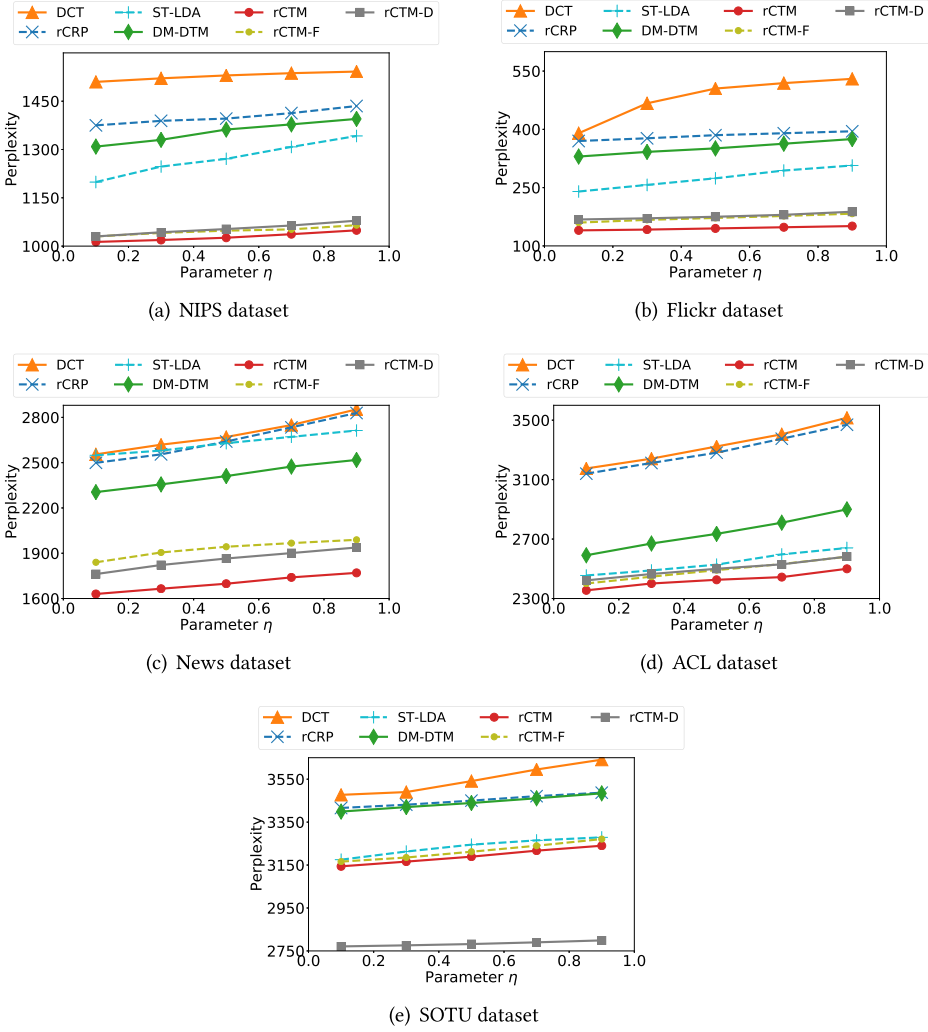 DCT ST-LDA rCTM rCTM-D
rCRP DM-DTM rCTM-F
Perplexity
1450
1300
1150
1000
0.0 0.2 0.4 0.6 0.8 1.0
Parameter η
(a) NIPS dataset
DCT ST-LDA rCTM rCTM-D
rCRP DM-DTM rCTM-F
Perplexity
550
400
250
100
0.0 0.2 0.4 0.6 0.8 1.0
Parameter η
(b) Flickr dataset
DCT ST-LDA rCTM rCTM-D
rCRP DM-DTM rCTM-F
Perplexity
2800
2500
2200
1900
1600
0.0 0.2 0.4 0.6 0.8 1.0
Parameter η
(c) News dataset
DCT ST-LDA rCTM rCTM-D
rCRP DM-DTM rCTM-F
Perplexity
3500
3100
2700
2300
0.0 0.2 0.4 0.6 0.8 1.0
Parameter η
(d) ACL dataset
DCT ST-LDA rCTM rCTM-D
rCRP DM-DTM rCTM-F
Perplexity
3550
3350
3150
2950
2750
0.0 0.2 0.4 0.6 0.8 1.0
Parameter η
(e) SOTU dataset